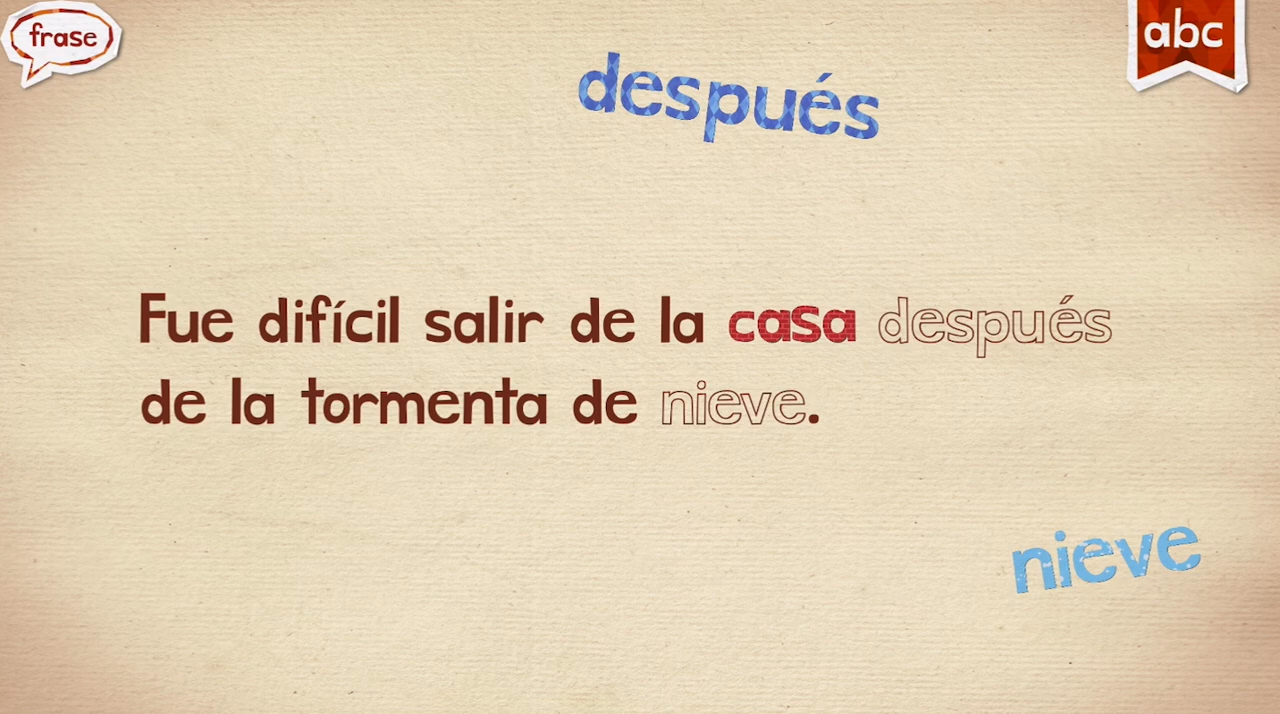 frase
abc
después
Fue difícil salir de la casa después
de la tormenta de nieve.
nieve